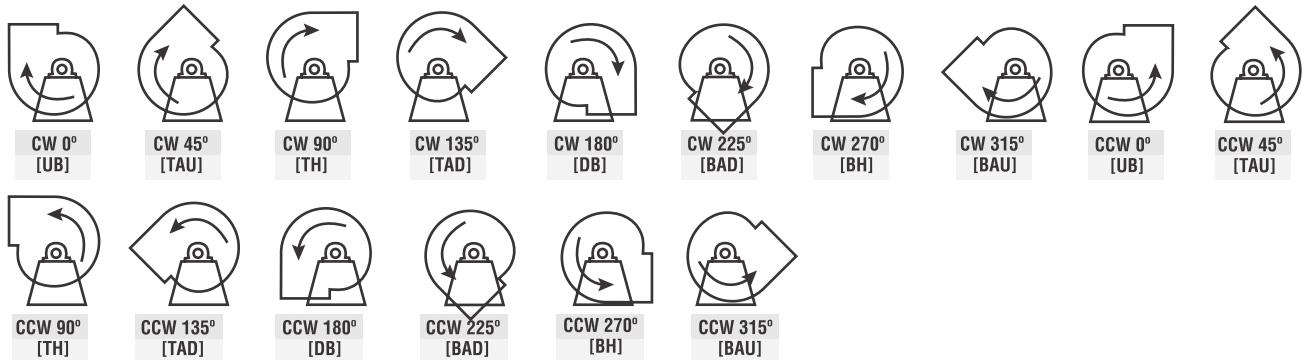 CW 0º
[UB]
CW 45º
[TAU]
CW 90º
[TH]
CW 135º
[TAD]
CW 180º
[DB]
CW 225º
[BAD]
CW 270º
[BH]
CW 315º
[BAU]
CCW 0º
[UB]
CCW 45º
[TAU]
CCW 90º
[TH]
CCW 135º
[TAD]
CCW 180º
[DB]
CCW 225º
[BAD]
CCW 270º
[BH]
CCW 315º
[BAU]